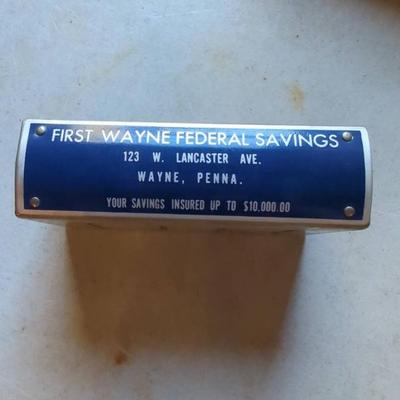 FIRST WAYNE FEDERAL SAVINGS
123 W. LANCASTER AVE.
WAYNE, PENNA.
YOUR SAVINGS INSURED UP TO $10,000.00